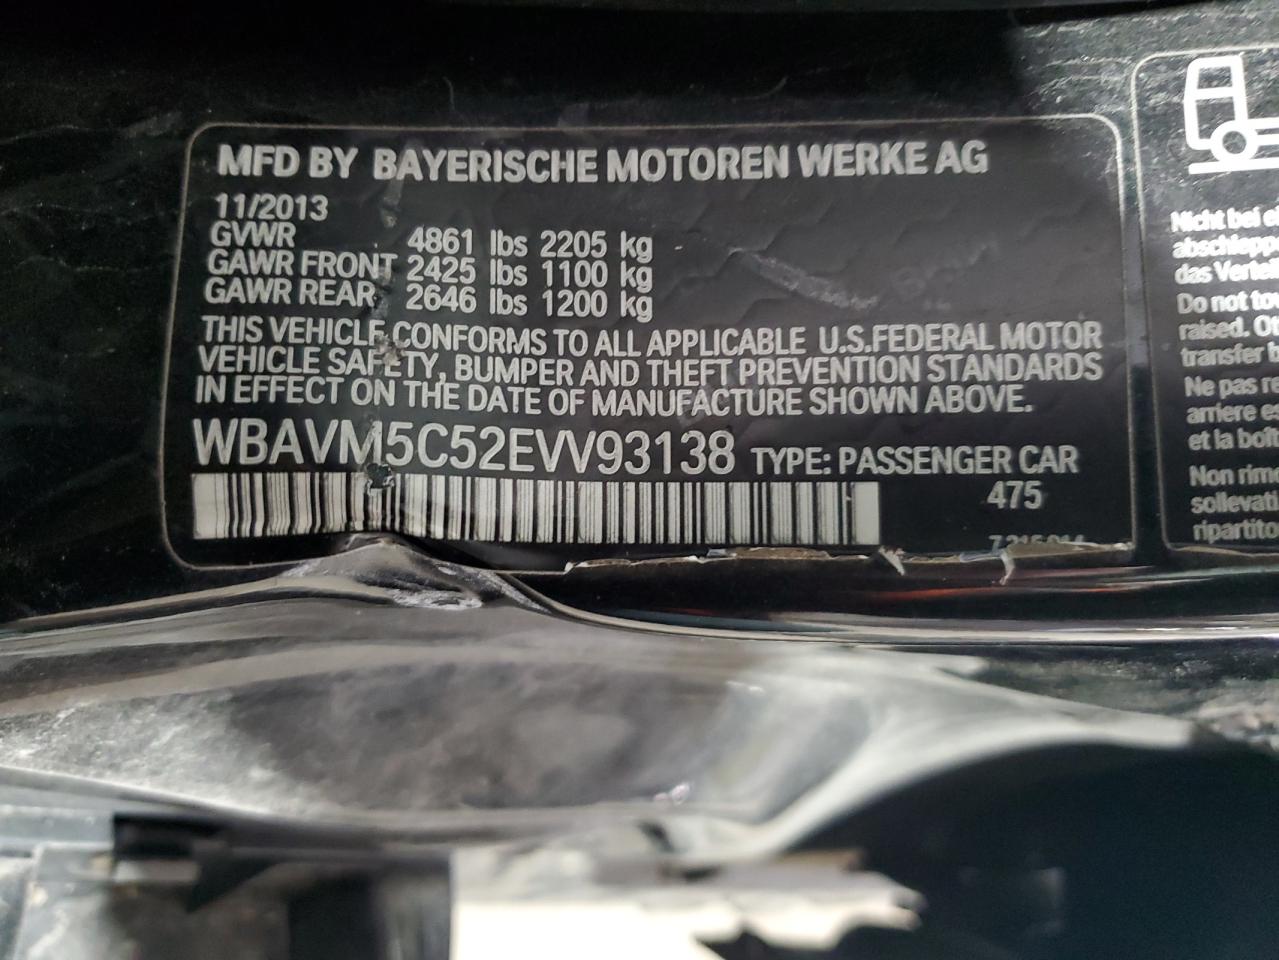 MFD BY BAYERISCHE MOTOREN WERKE AG
11/2013
GVWR 4861 lbs 2205 kg
GAWR FRONT 2425 lbs 1100 kg
GAWR REAR 2646 lbs 1200 kg
THIS VEHICLE CONFORMS TO ALL APPLICABLE U.S.FEDERAL MOTOR
VEHICLE SAFETY, BUMPER AND THEFT PREVENTION STANDARDS
IN EFFECT ON THE DATE OF MANUFACTURE SHOWN ABOVE.
WBAVM5C52EVV93138 TYPE: PASSENGER CAR
475
Nicht bei
das
Do not
raised.
transfer
Ne pas
arriere
et la
Non